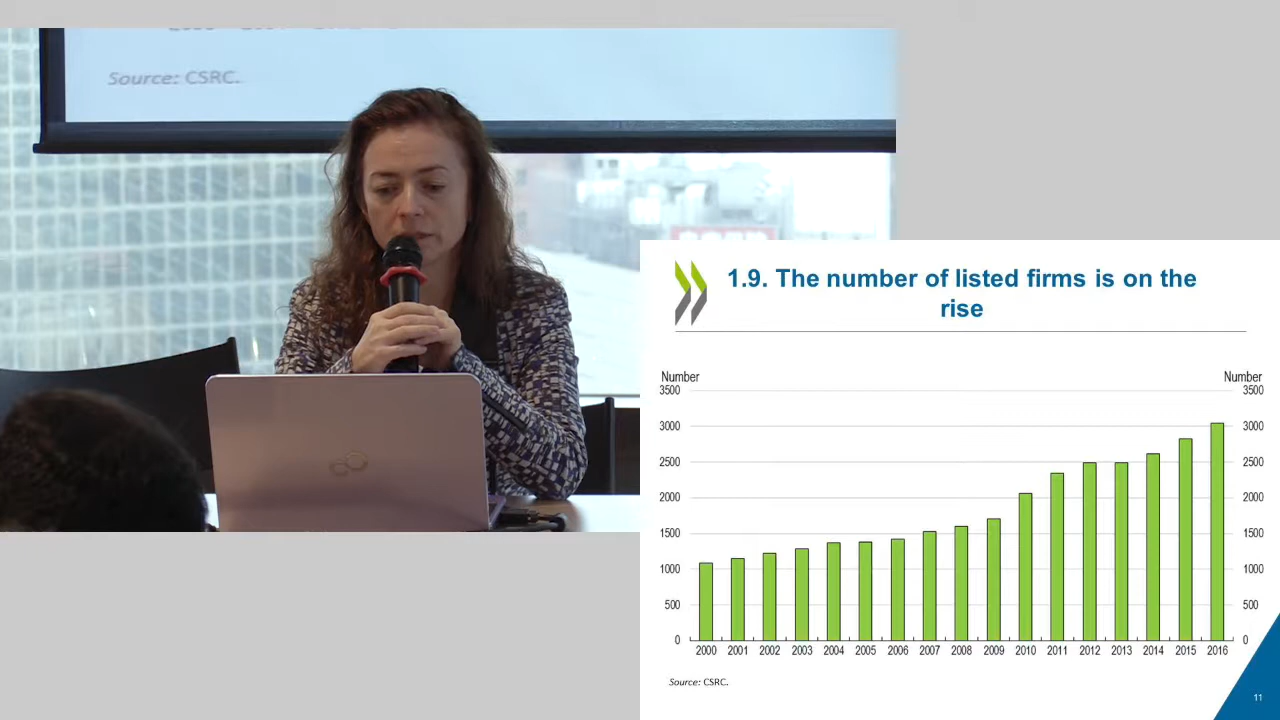 Source: CSRC.
1.9. The number of listed firms is on the
rise
Number Number
3500 3500
3000 3000
2500 2500
2000 2000
1500 1500
1000 1000
500 500
0 0
2000 2001 2002 2003 2004 2005 2006 2007 2008 2009 2010 2011 2012 2013 2014 2015 2016
Source: CSRC.
11